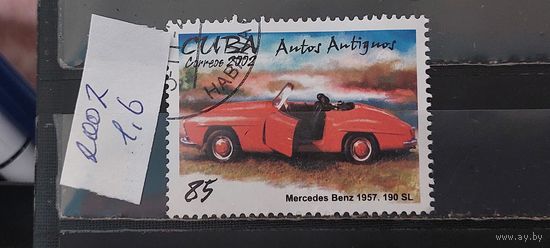 2002
1,6
CUBA Autos Antiguos
Correos 2002
HABANA
85
Mercedes Benz 1957. 190 SL
www.ay.by